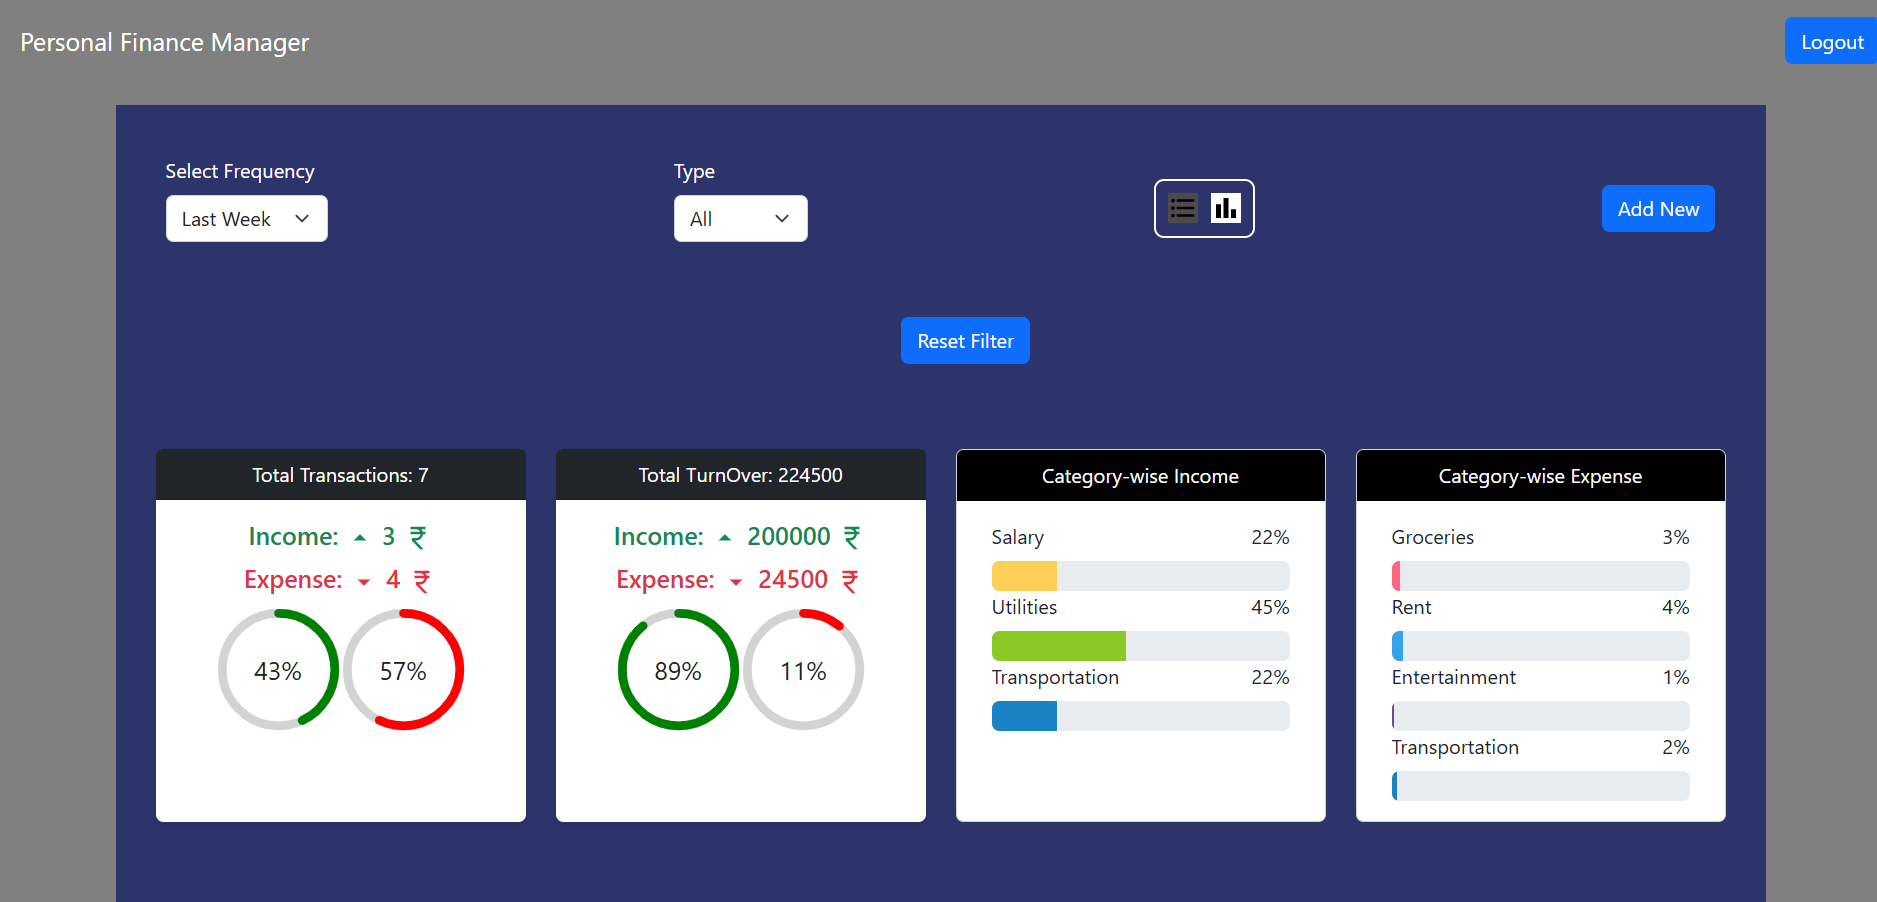 Personal Finance Manager
Logout
Select Frequency
Last Week
Type
All
Add New
Reset Filter
Total Transactions: 7
Income: 3 ₹
Expense: 4 ₹
43%
57%
Total TurnOver: 224500
Income: 200000 ₹
Expense: 24500 ₹
89%
11%
Category-wise Income
Salary 22%
Utilities 45%
Transportation 22%
Category-wise Expense
Groceries 3%
Rent 4%
Entertainment 1%
Transportation 2%